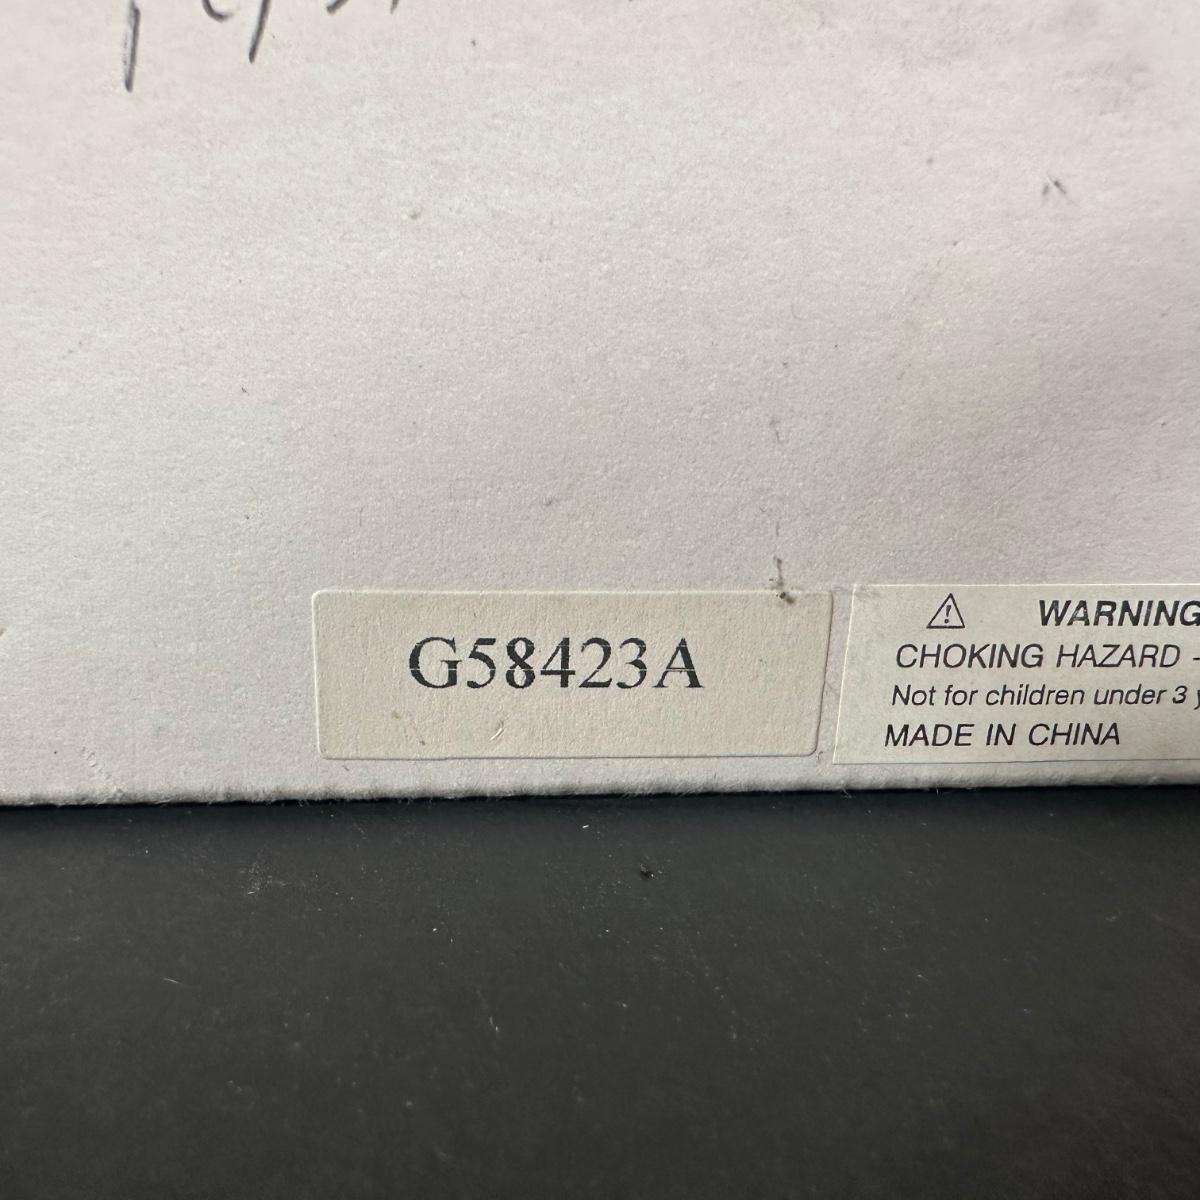 G58423A
WARNING
CHOKING HAZARD -
Not for children under 3
MADE IN CHINA